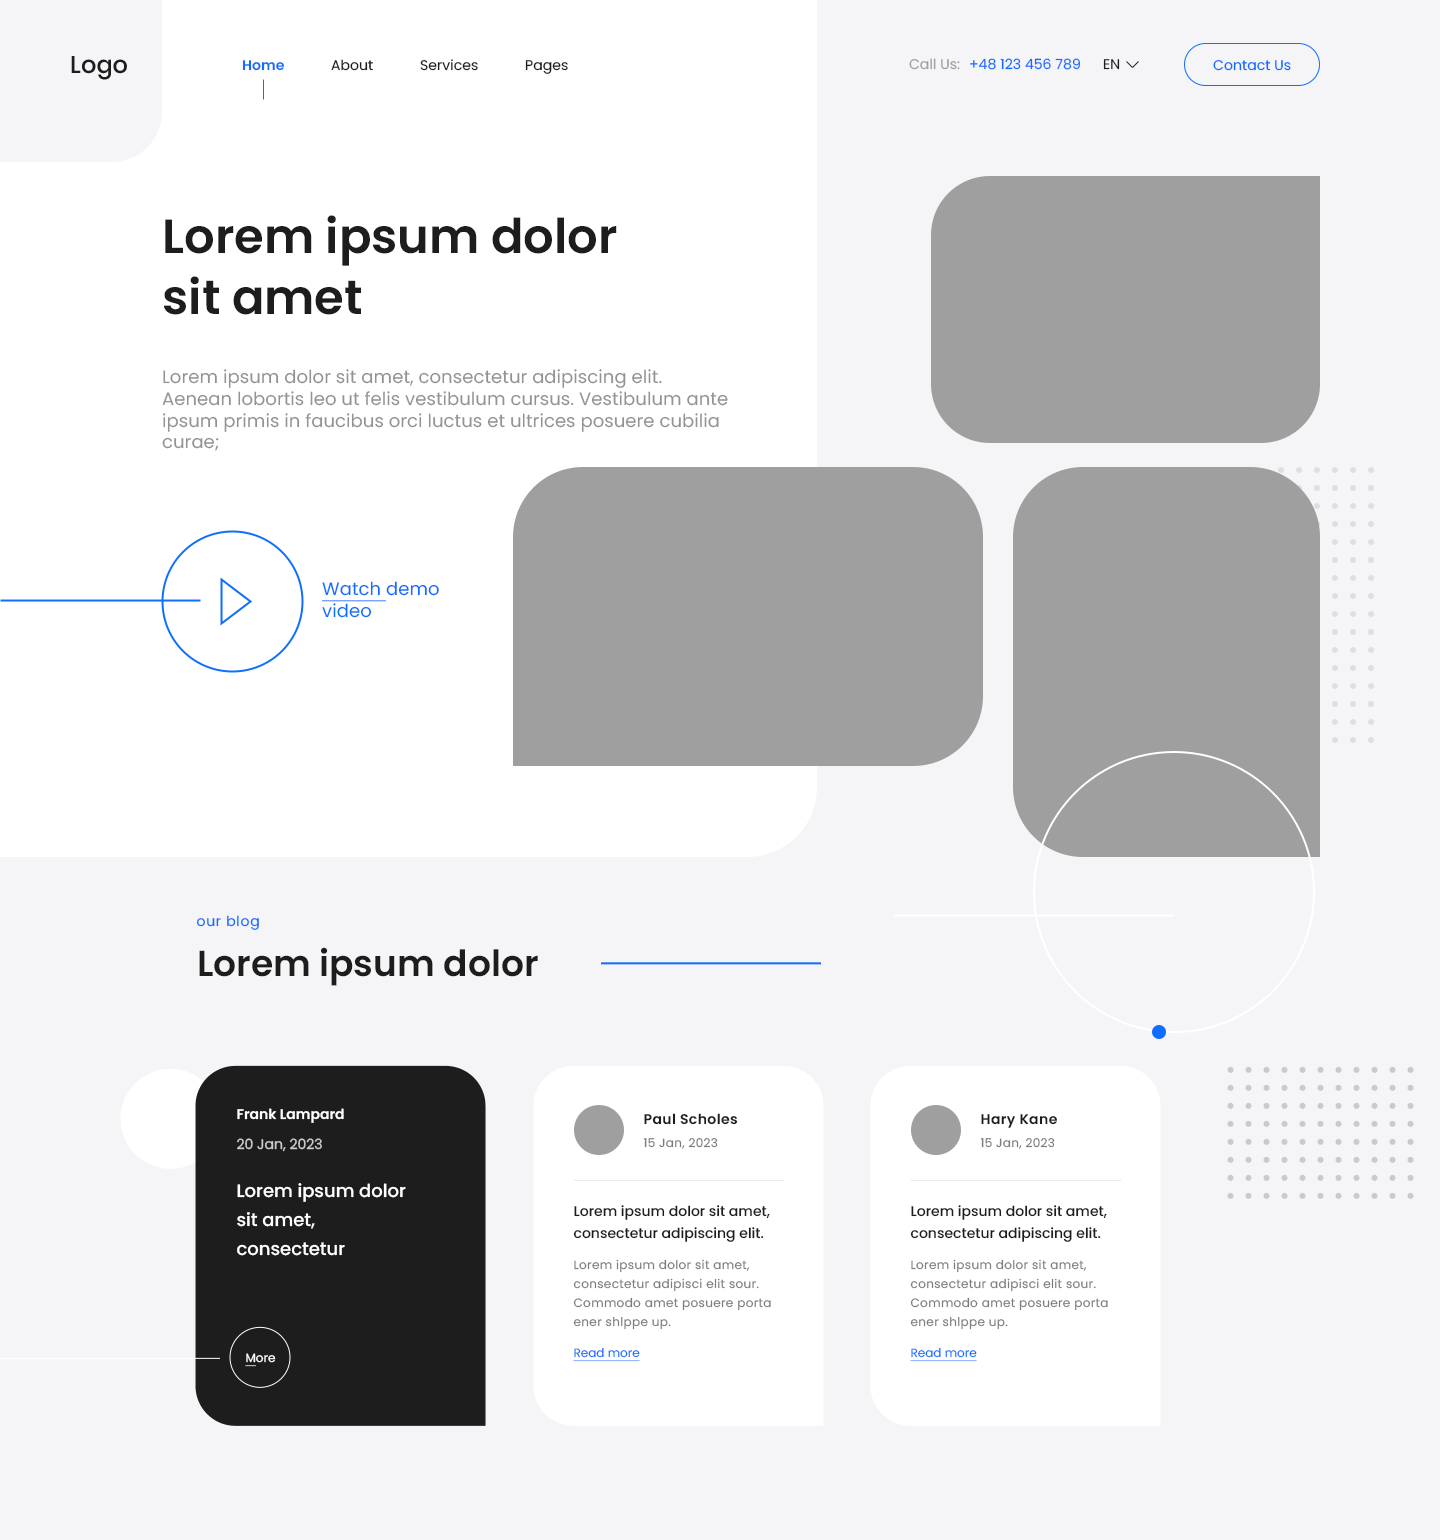 Logo
Home
About
Services
Pages
Call Us: +48 123 456 789
EN
Contact Us
Lorem ipsum dolor
sit amet
Lorem ipsum dolor sit amet, consectetur adipiscing elit.
Aenean lobortis leo ut felis vestibulum cursus. Vestibulum ante
ipsum primis in faucibus orci luctus et ultrices posuere cubilia
curae;
Watch demo
video
our blog
Lorem ipsum dolor
Frank Lampard
20 Jan, 2023
Lorem ipsum dolor
sit amet,
consectetur
More
Paul Scholes
15 Jan, 2023
Lorem ipsum dolor sit amet,
consectetur adipiscing elit.
Lorem ipsum dolor sit amet,
consectetur adipisci elit sour.
Commodo amet posuere porta
ener shlppe up.
Read more
Hary Kane
15 Jan, 2023
Lorem ipsum dolor sit amet,
consectetur adipiscing elit.
Lorem ipsum dolor sit amet,
consectetur adipisci elit sour.
Commodo amet posuere porta
ener shlppe up.
Read more